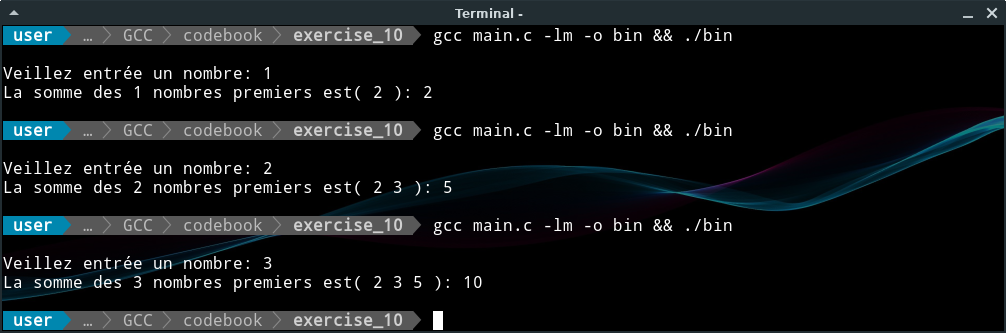 Terminal -
user … GCC codebook exercise_10 gcc main.c -lm -o bin && ./bin
Veillez entrée un nombre: 1
La somme des 1 nombres premiers est( 2 ): 2
user … GCC codebook exercise_10 gcc main.c -lm -o bin && ./bin
Veillez entrée un nombre: 2
La somme des 2 nombres premiers est( 2 3 ): 5
user … GCC codebook exercise_10 gcc main.c -lm -o bin && ./bin
Veillez entrée un nombre: 3
La somme des 3 nombres premiers est( 2 3 5 ): 10
user … GCC codebook exercise_10